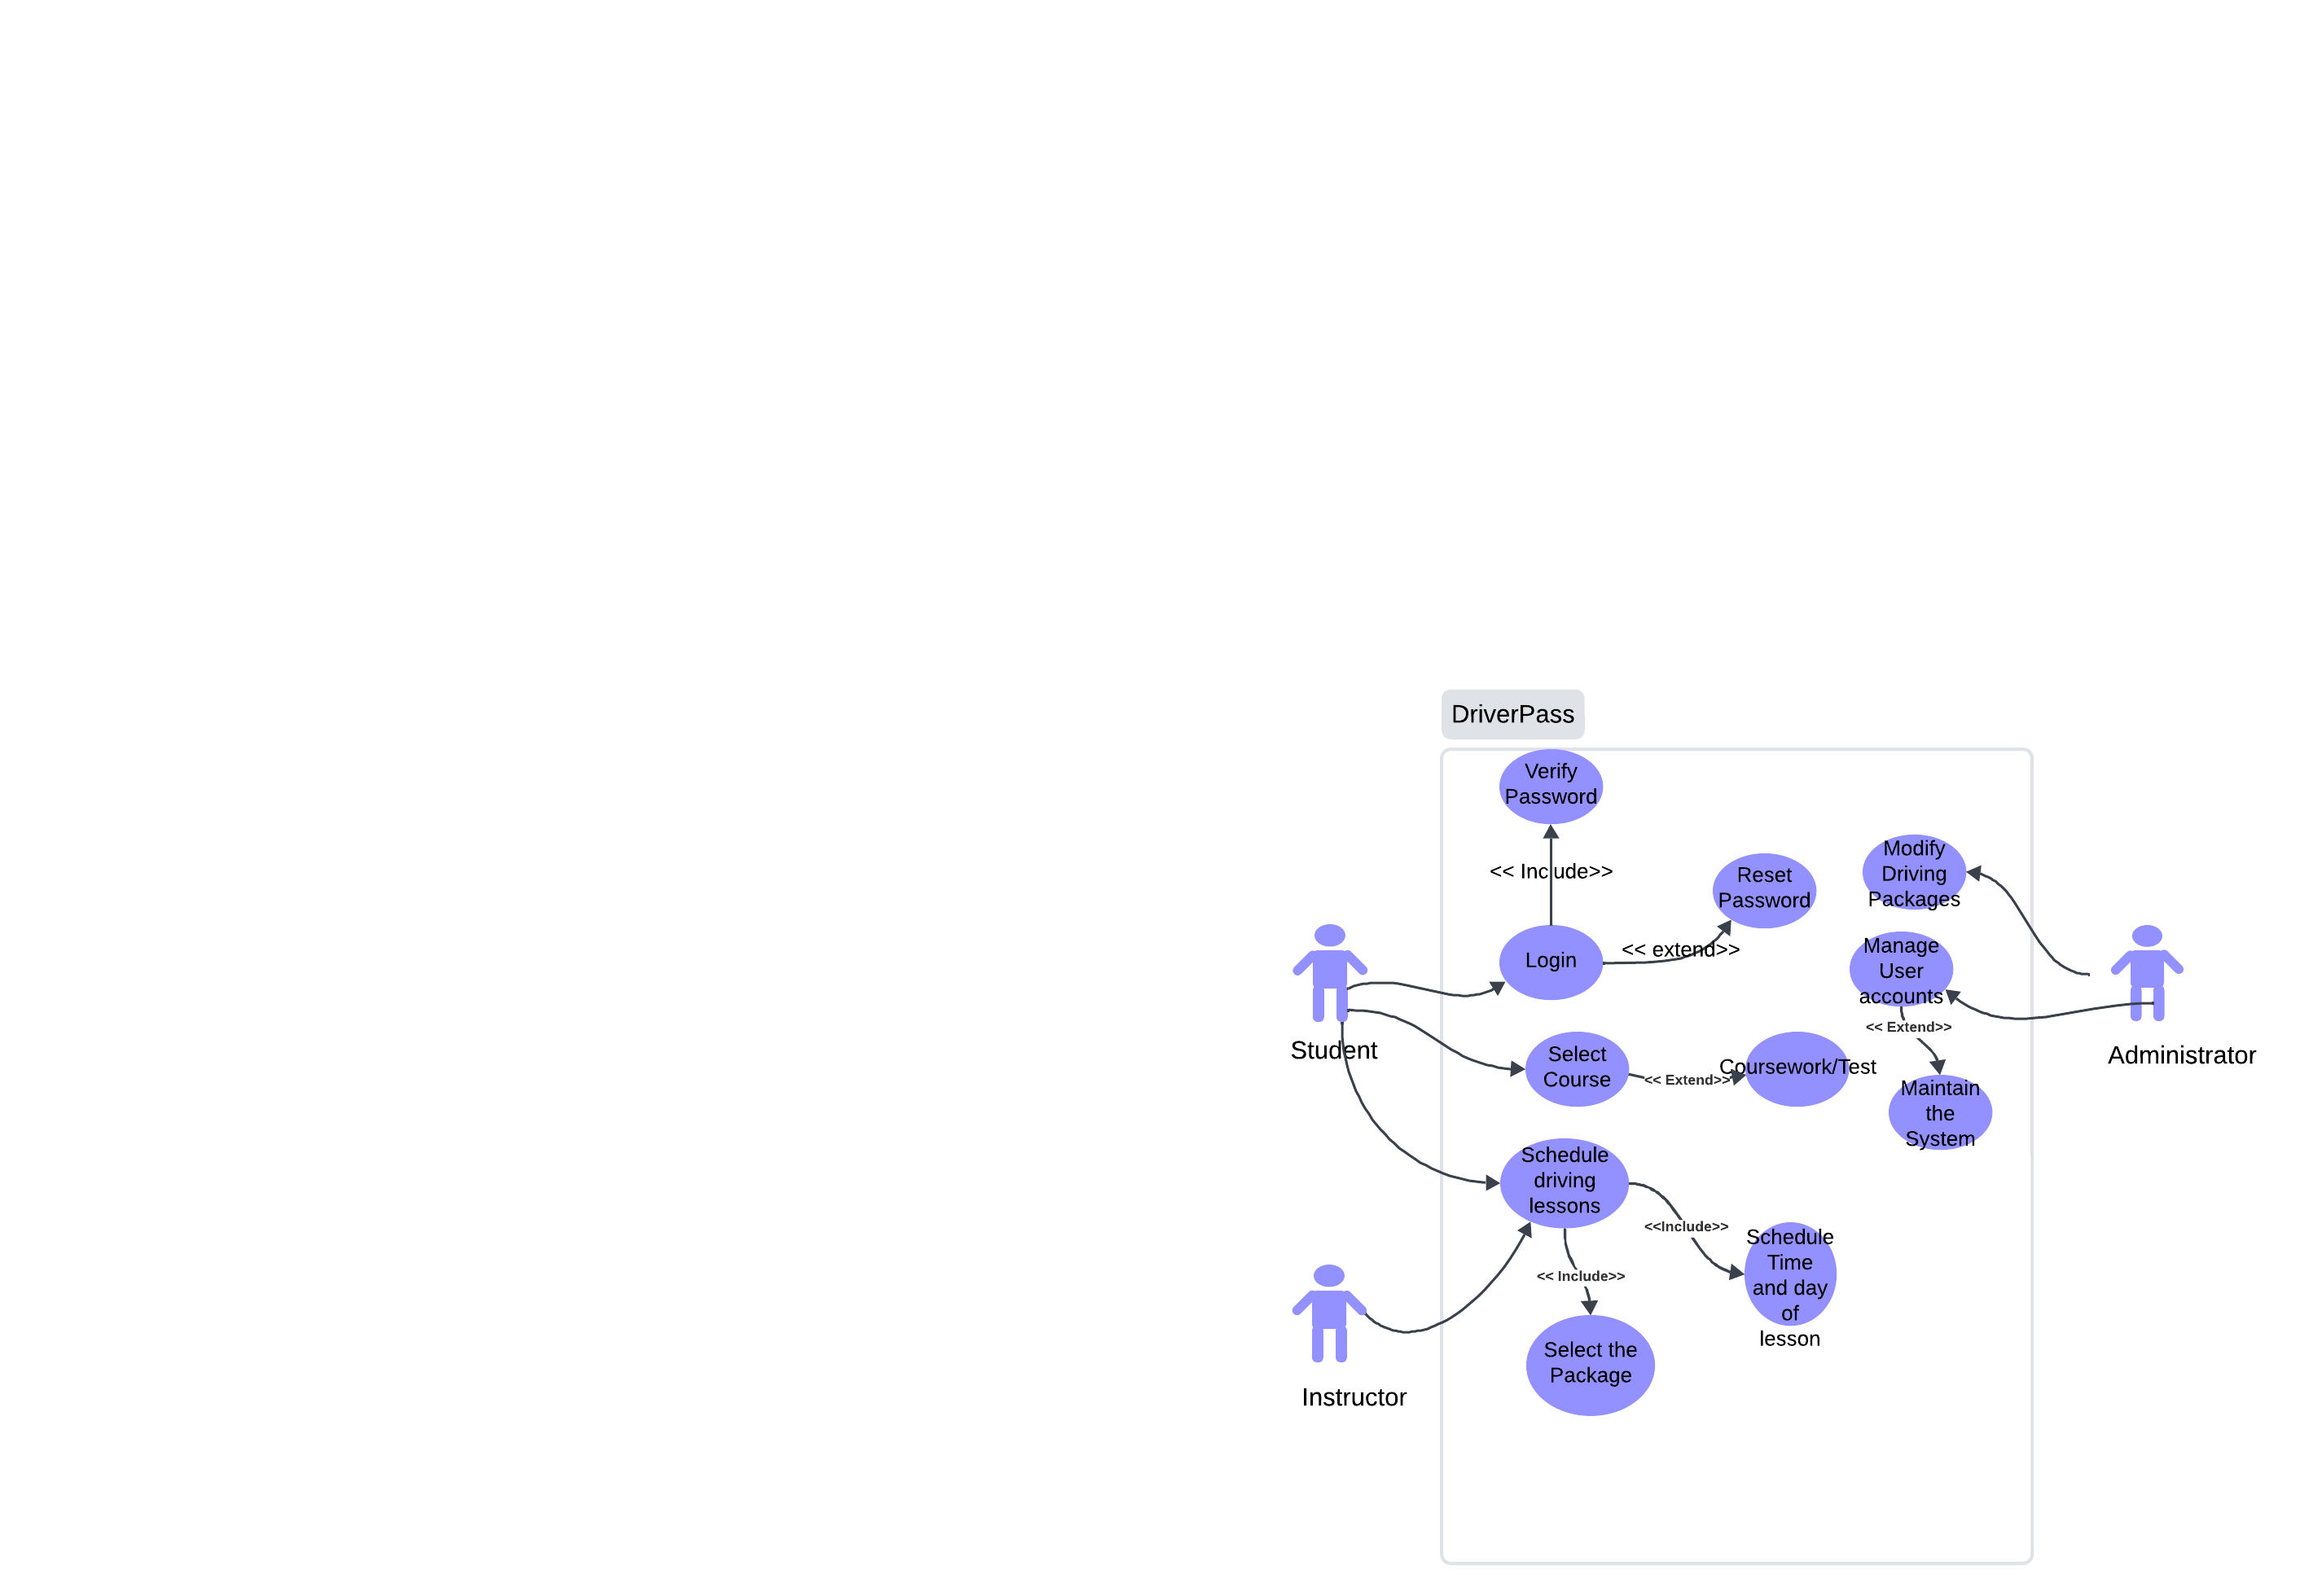 DriverPass
Verify
Password
<< Include>>
Reset
Password
Modify
Driving
Packages
<< extend>>
Login
Manage
User
accounts
<< Extend>>
Student
Administrator
Select
Course
<< Extend>>
Coursework/Test
Maintain
the
System
Schedule
driving
lessons
<<Include>>
Schedule
Time
and day
of
lesson
<< Include>>
Select the
Package
Instructor